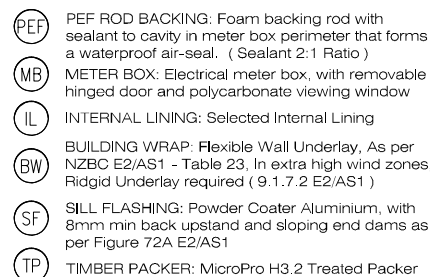 PEF PEF ROD BACKING: Foam backing rod with
sealant to cavity in meter box perimeter that forms
a waterproof air-seal. ( Sealant 2:1 Ratio )
MB METER BOX: Electrical meter box, with removable
hinged door and polycarbonate viewing window
IL INTERNAL LINING: Selected Internal Lining
BUILDING WRAP: Flexible Wall Underlay, As per
BW NZBC E2/AS1 - Table 23, In extra high wind zones
Ridgid Underlay required ( 9.1.7.2 E2/AS1 )
SF SILL FLASHING: Powder Coater Aluminium, with
8mm min back upstand and sloping end dams as
per Figure 72A E2/AS1
TP TIMBER PACKER: MicroPro H3.2 Treated Packer